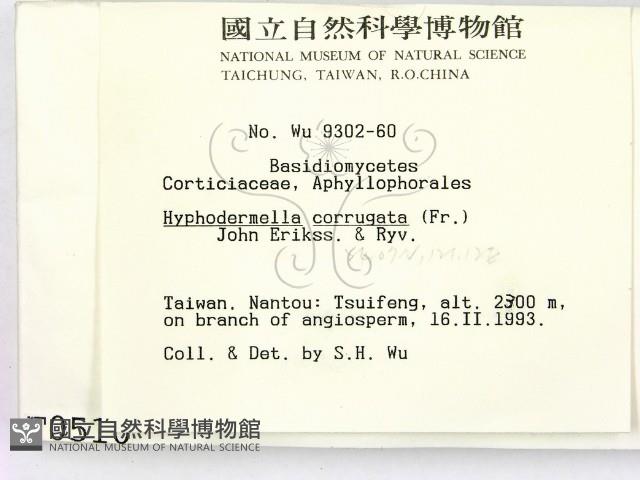 國立自然科學博物館
NATIONAL MUSEUM OF NATURAL SCIENCE
TAICHUNG, TAIWAN, R.O.CHINA
No. Wu 9302-60
Basidiomycetes
Corticiaceae, Aphyllophorales
Hyphodermella corrugata (Fr.)
John Erikss. & Ryv.
Taiwan. Nantou: Tsuifeng, alt. 2300 m,
on branch of angiosperm, 16.II.1993.
Coll. & Det. by S.H. Wu
國立自然科學博物館
NATIONAL MUSEUM OF NATURAL SCIENCE